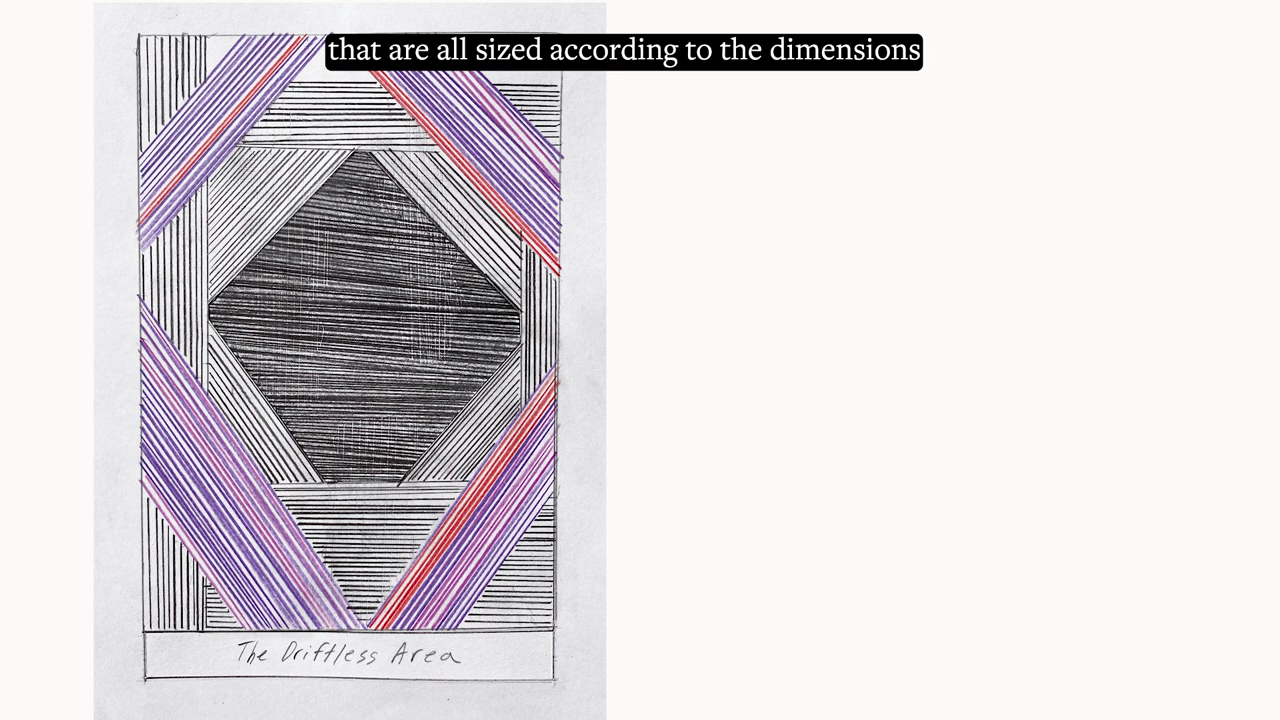 that are all sized according to the dimensions
The Driftless Area